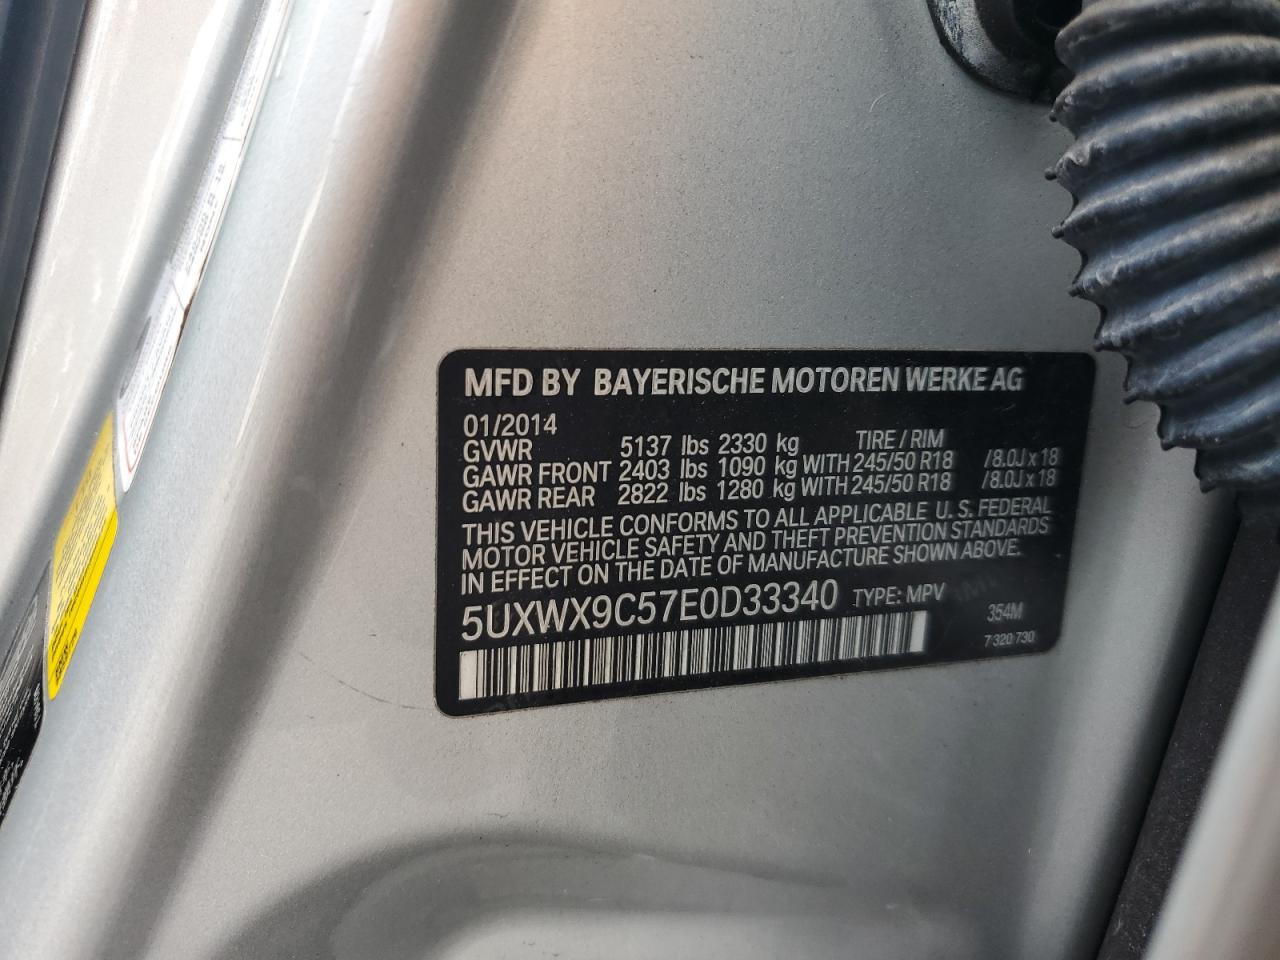 MFD BY BAYERISCHE MOTOREN WERKE AG
01/2014
GVWR 5137 lbs 2330 kg TIRE / RIM
GAWR FRONT 2403 lbs 1090 kg WITH 245/50 R18 /8.0J x 18
GAWR REAR 2822 lbs 1280 kg WITH 245/50 R18 /8.0J x 18
THIS VEHICLE CONFORMS TO ALL APPLICABLE U. S. FEDERAL
MOTOR VEHICLE SAFETY AND THEFT PREVENTION STANDARDS
IN EFFECT ON THE DATE OF MANUFACTURE SHOWN ABOVE.
5UXWX9C57E0D33340 TYPE: MPV
354M
7 320 730